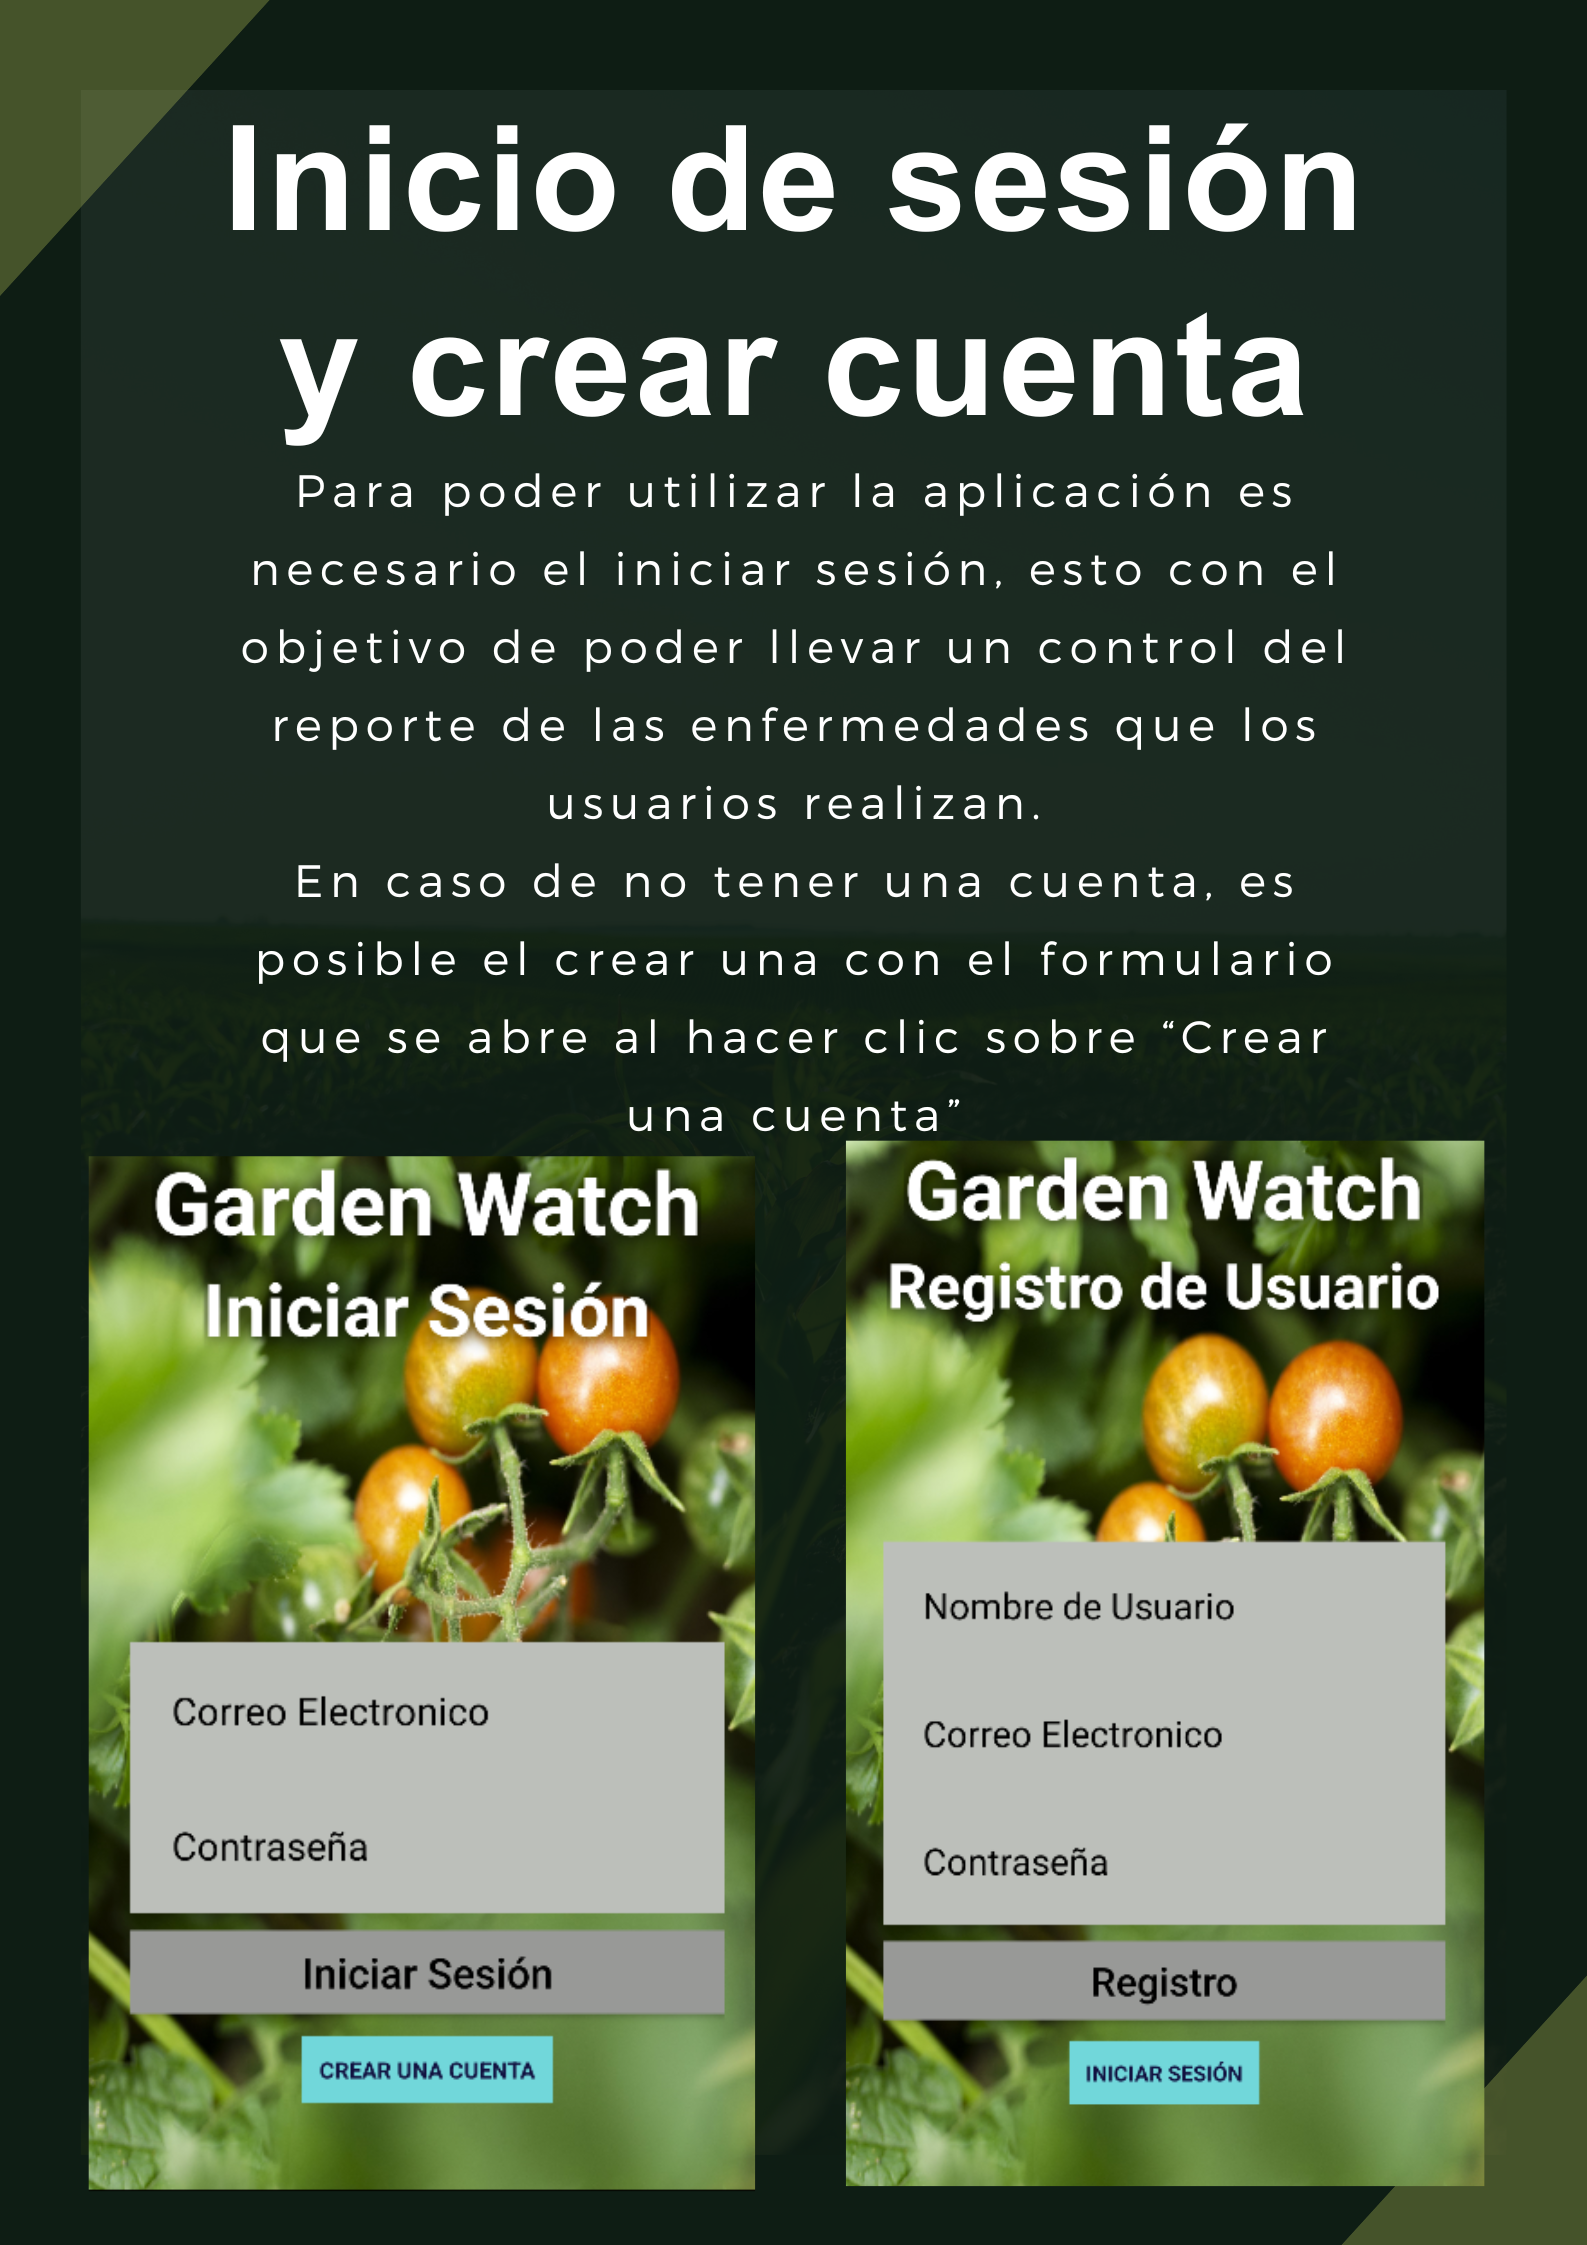 Inicio de sesión
y crear cuenta
Para poder utilizar la aplicación es
necesario el iniciar sesión, esto con el
objetivo de poder llevar un control del
reporte de las enfermedades que los
usuarios realizan.
En caso de no tener una cuenta, es
posible el crear una con el formulario
que se abre al hacer clic sobre “Crear
una cuenta”
Garden Watch
Iniciar Sesión
Correo Electronico
Contraseña
Iniciar Sesión
CREAR UNA CUENTA
Garden Watch
Registro de Usuario
Nombre de Usuario
Correo Electronico
Contraseña
Registro
INICIAR SESIÓN